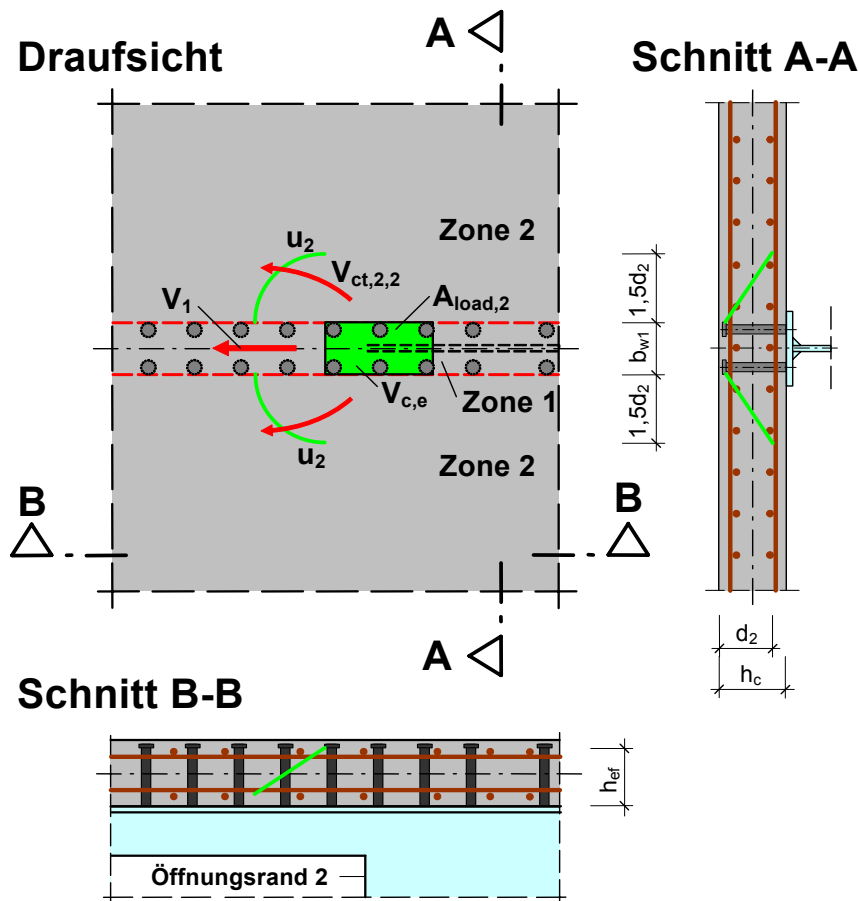 Draufsicht
A
Schnitt A-A
Zone 2
u2
Vct,2,2
V1
Aload,2
Vc,e
Zone 1
u2
Zone 2
B
B
A
1,5d2
bw1
1,5d2
d2
hc
Schnitt B-B
hef
Öffnungsrand 2